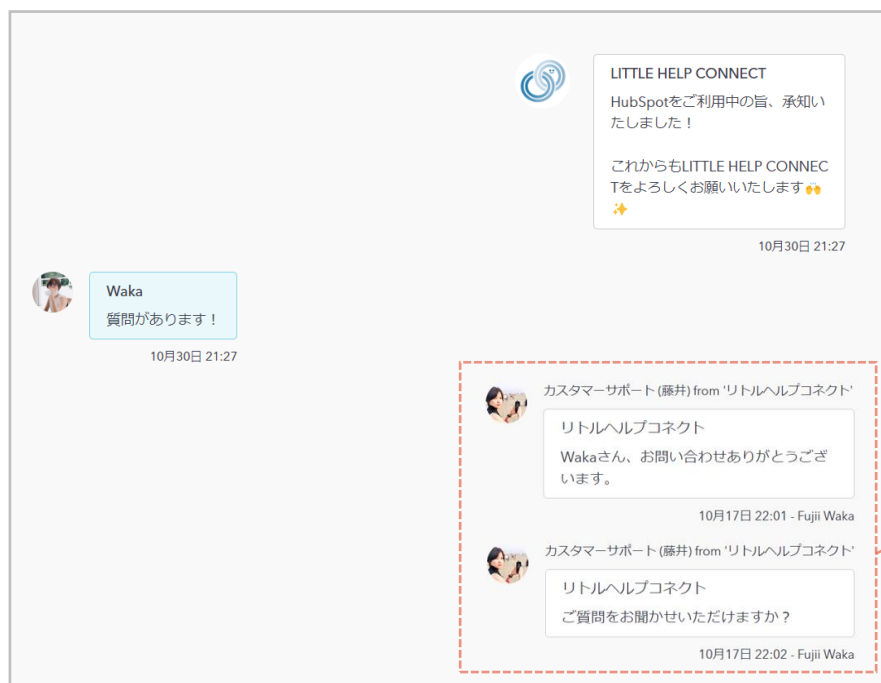 LITTLE HELP CONNECT
HubSpotをご利用中の旨、承知い
たしました！
これからもLITTLE HELP CONNEC
Tをよろしくお願いいたします🙌
✨
10月30日 21:27
Waka
質問があります！
10月30日 21:27
カスタマーサポート (藤井) from 'リトルヘルプコネクト'
リトルヘルプコネクト
Wakaさん、お問い合わせありがとうござ
います。
10月17日 22:01 - Fujii Waka
カスタマーサポート (藤井) from 'リトルヘルプコネクト'
リトルヘルプコネクト
ご質問をお聞かせいただけますか？
10月17日 22:02 - Fujii Waka